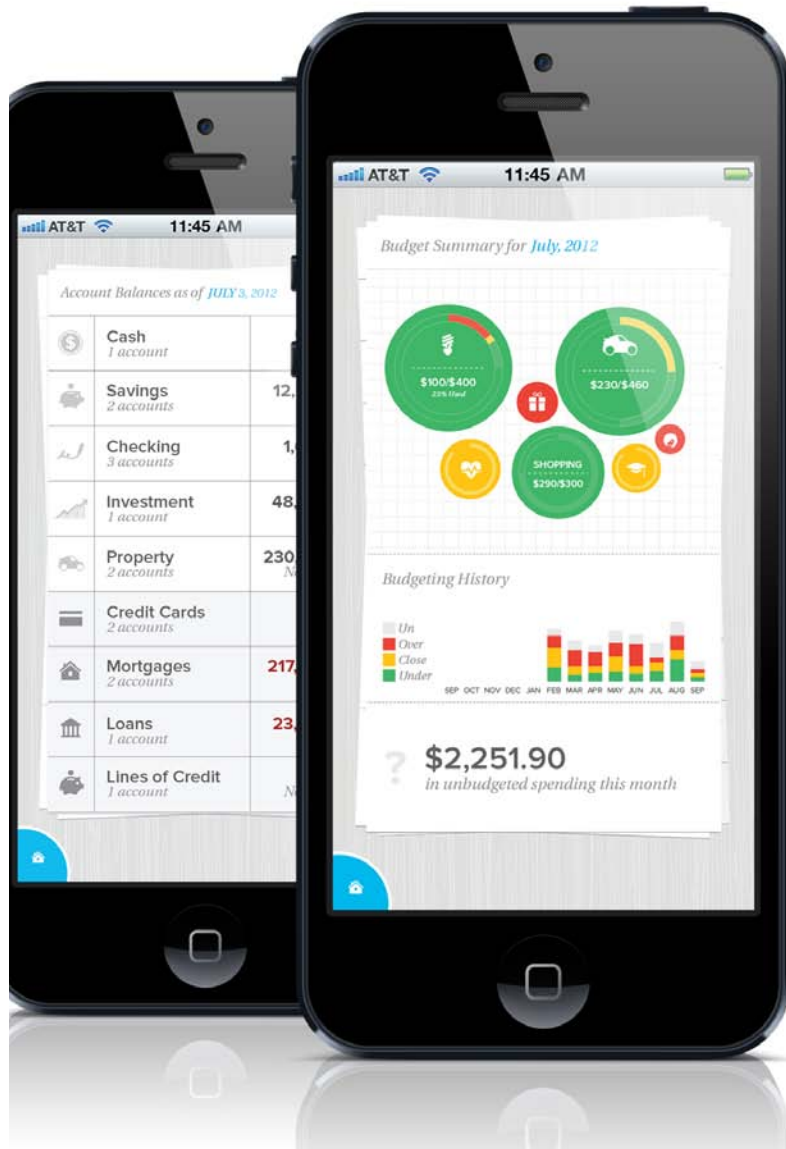 AT&T 11:45 AM
Account Balances as of JULY 3, 2012
Cash
1 account
Savings 12,
2 accounts
Checking
3 accounts
Investment 48,
1 account
Property 230,
2 accounts
Credit Cards
2 accounts
Mortgages 217,
2 accounts
Loans 23,
1 account
Lines of Credit
1 account
AT&T 11:45 AM
Budget Summary for July, 2012
$100/$400
25% Used
$230/$460
SHOPPING
$290/$300
Budgeting History
Un
Over
Close
Under
SEP OCT NOV DEC JAN FEB MAR APR MAY JUN JUL AUG SEP
? $2,251.90
in unbudgeted spending this month